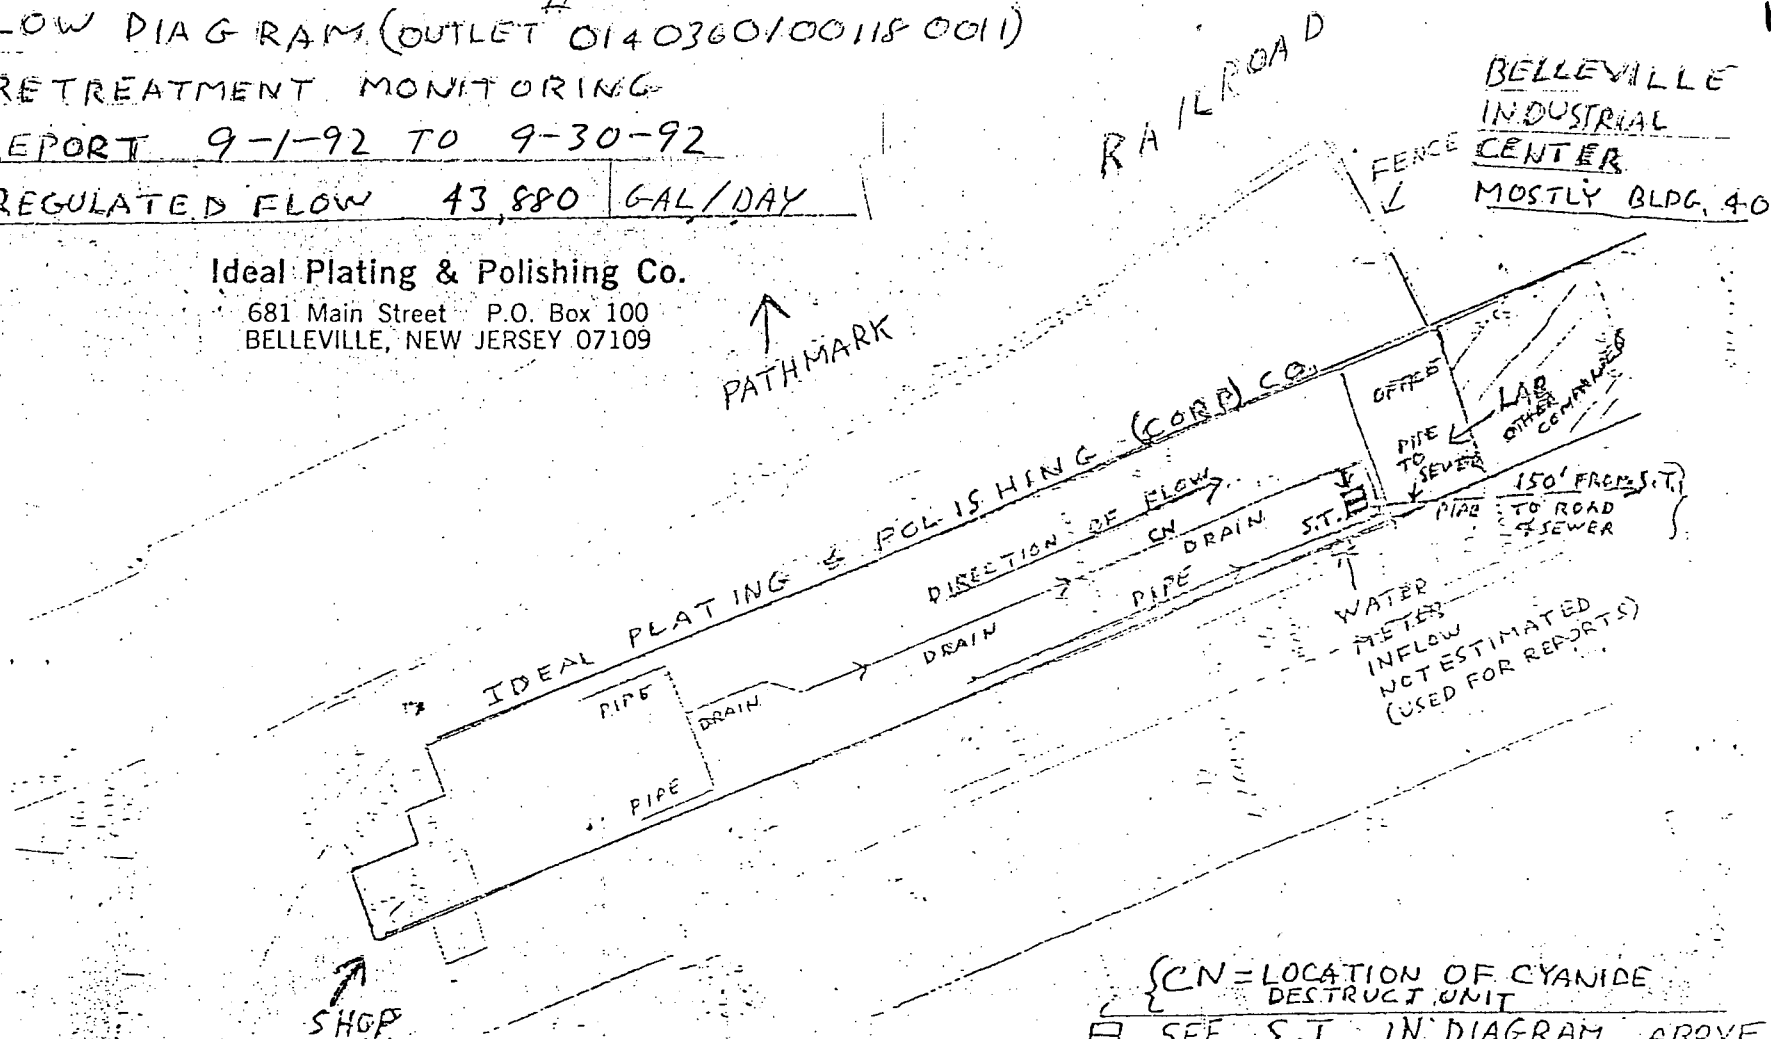 LOW DIAGRAM (OUTLET # 01403601001180011)
RETREATMENT MONITORING
EPORT 9-1-92 TO 9-30-92
REGULATED FLOW 43,880 GAL/DAY
Ideal Plating & Polishing Co.
681 Main Street P.O. Box 100
BELLEVILLE, NEW JERSEY 07109
RAILROAD
BELLEVILLE
INDUSTRIAL
CENTER
MOSTLY BLDG. 40
FENCE
PATHMARK
IDEAL PLATING & POLISHING (CORP) CO.
OFFICE
LAB
OTHER
COMPANIES
PIPE
TO
SEWER
DIRECTION OF FLOW
CN
DRAIN
S.T.
PIPE
150' FROM S.T.
TO ROAD
& SEWER
PIPE
DRAIN
WATER
METER
INFLOW
NOT ESTIMATED
(USED FOR REPORTS)
PIPE
DRAIN
PIPE
SHOP
{CN = LOCATION OF CYANIDE
DESTRUCT UNIT
SEE S.T. IN DIAGRAM ABOVE